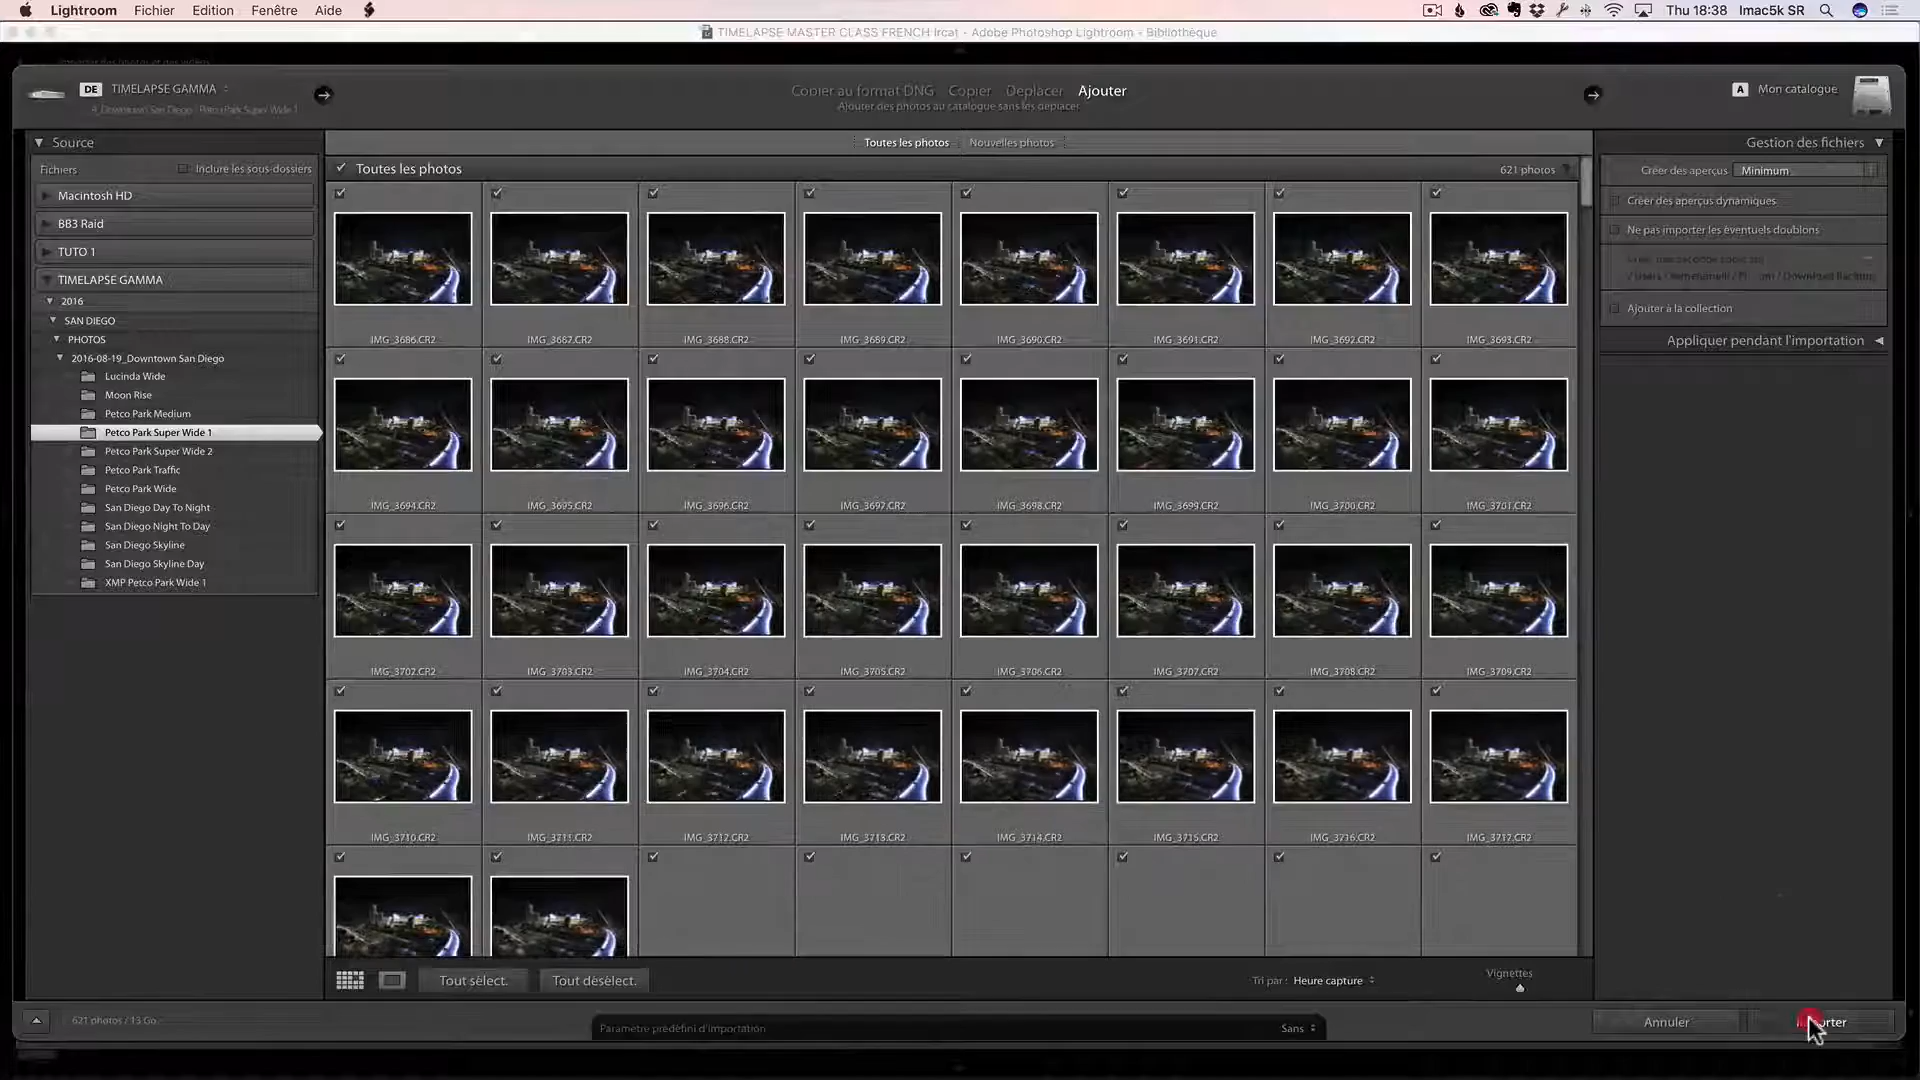 Lightroom Fichier Edition Fenêtre Aide Thu 18:38 Imac5k SR
TIMELAPSE MASTER CLASS FRENCH lrcat - Adobe Photoshop Lightroom - Bibliothèque
DE TIMELAPSE GAMMA
Copier au format DNG Copier Déplacer Ajouter
Ajouter des photos au catalogue sans les déplacer
A Mon catalogue
Source
Toutes les photos Nouvelles photos
Gestion des fichiers
Fichiers Inclure les sous-dossiers
Toutes les photos 621 photos
Créer des aperçus Minimum
Macintosh HD
Créer des aperçus dynamiques
BB3 Raid
Ne pas importer les éventuels doublons
TUTO 1
TIMELAPSE GAMMA
2016
Ajouter à la collection
SAN DIEGO
PHOTOS
Appliquer pendant l'importation
2016-08-19_Downtown San Diego
Lucinda Wide
Moon Rise
Petco Park Medium
Petco Park Super Wide 1
Petco Park Super Wide 2
Petco Park Traffic
Petco Park Wide
San Diego Day To Night
San Diego Night To Day
San Diego Skyline
San Diego Skyline Day
XMP Petco Park Wide 1
IMG_3686.CR2 IMG_3687.CR2 IMG_3688.CR2 IMG_3689.CR2 IMG_3690.CR2 IMG_3691.CR2 IMG_3692.CR2 IMG_3693.CR2
IMG_3694.CR2 IMG_3695.CR2 IMG_3696.CR2 IMG_3697.CR2 IMG_3698.CR2 IMG_3699.CR2 IMG_3700.CR2 IMG_3701.CR2
IMG_3702.CR2 IMG_3703.CR2 IMG_3704.CR2 IMG_3705.CR2 IMG_3706.CR2 IMG_3707.CR2 IMG_3708.CR2 IMG_3709.CR2
IMG_3710.CR2 IMG_3711.CR2 IMG_3712.CR2 IMG_3713.CR2 IMG_3714.CR2 IMG_3715.CR2 IMG_3716.CR2 IMG_3717.CR2
Tout sélect. Tout désélect. Tri par : Heure capture Vignettes
621 photos / 13 Go
Paramètre prédéfini d'importation Sans
Annuler